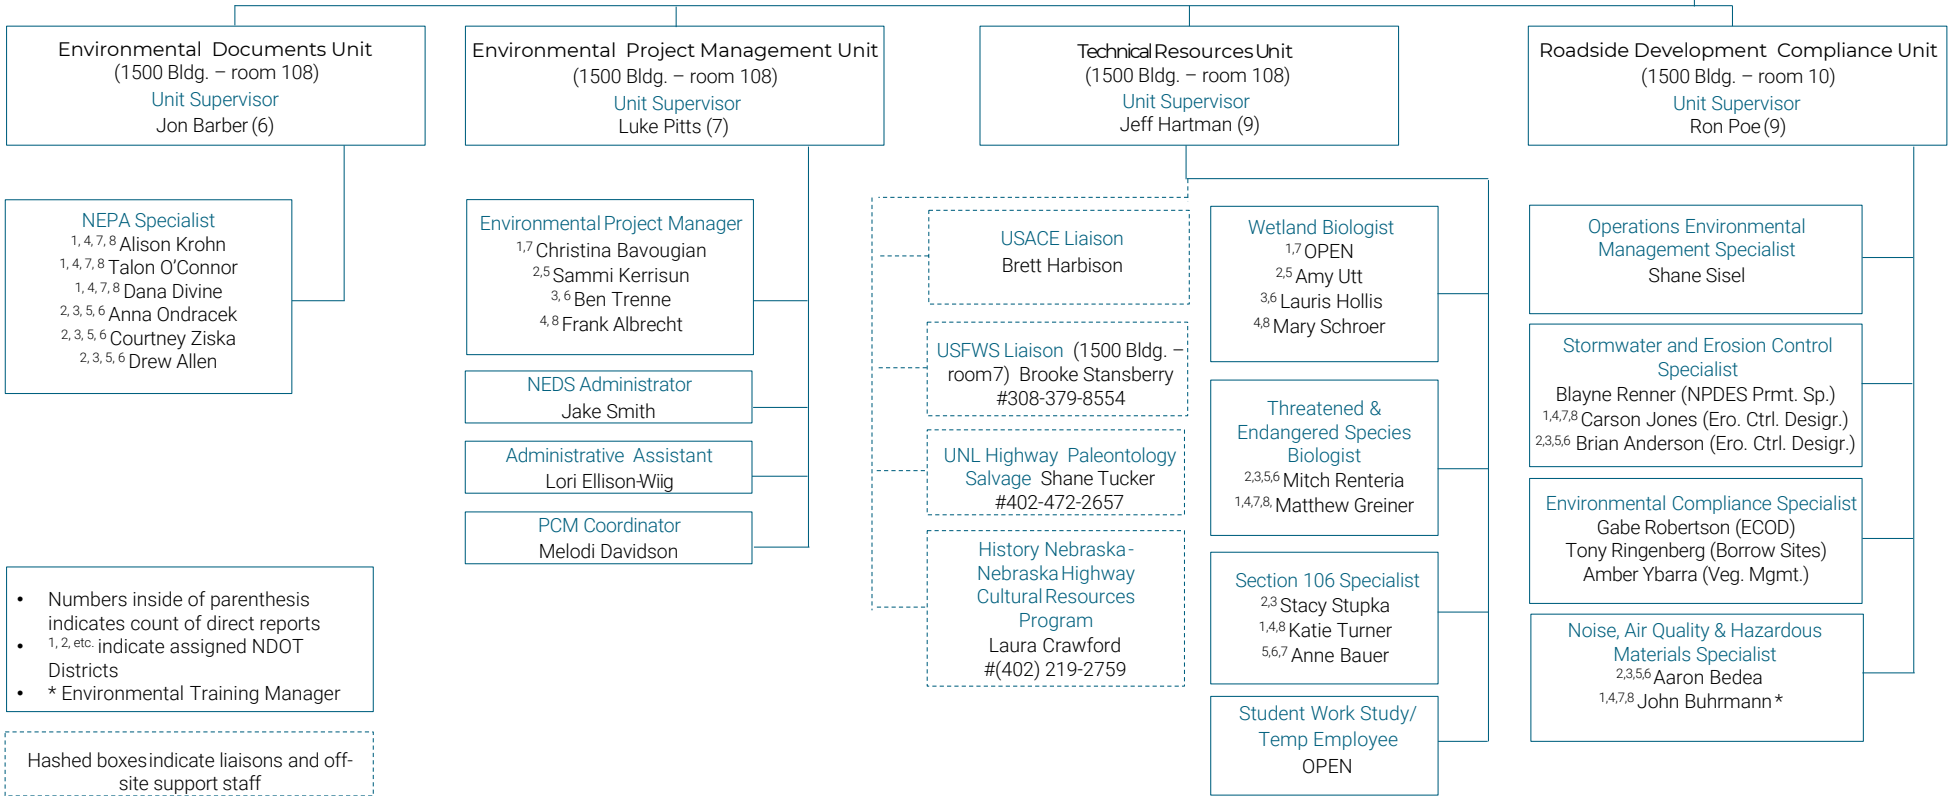 Environmental Documents Unit
(1500 Bldg. – room 108)
Unit Supervisor
Jon Barber (6)
NEPA Specialist
1, 4, 7, 8 Alison Krohn
1, 4, 7, 8 Talon O’Connor
1, 4, 7, 8 Dana Divine
2, 3, 5, 6 Anna Ondracek
2, 3, 5, 6 Courtney Ziska
2, 3, 5, 6 Drew Allen
Environmental Project Management Unit
(1500 Bldg. – room 108)
Unit Supervisor
Luke Pitts (7)
Environmental Project Manager
1,7 Christina Bavougian
2,5 Sammi Kerrisun
3, 6 Ben Trenne
4, 8 Frank Albrecht
NEDS Administrator
Jake Smith
Administrative Assistant
Lori Ellison-Wiig
PCM Coordinator
Melodi Davidson
Technical Resources Unit
(1500 Bldg. – room 108)
Unit Supervisor
Jeff Hartman (9)
USACE Liaison
Brett Harbison
USFWS Liaison (1500 Bldg. –
room 7) Brooke Stansberry
#308-379-8554
UNL Highway Paleontology
Salvage Shane Tucker
#402-472-2657
History Nebraska -
Nebraska Highway
Cultural Resources
Program
Laura Crawford
#(402) 219-2759
Wetland Biologist
1,7 OPEN
2,5 Amy Utt
3,6 Lauris Hollis
4,8 Mary Schroer
Threatened &
Endangered Species
Biologist
2,3,5,6 Mitch Renteria
1,4,7,8, Matthew Greiner
Section 106 Specialist
2,3 Stacy Stupka
1,4,8 Katie Turner
5,6,7 Anne Bauer
Student Work Study/
Temp Employee
OPEN
Roadside Development Compliance Unit
(1500 Bldg. – room 10)
Unit Supervisor
Ron Poe (9)
Operations Environmental
Management Specialist
Shane Sisel
Stormwater and Erosion Control
Specialist
Blayne Renner (NPDES Prmt. Sp.)
1,4,7,8 Carson Jones (Ero. Ctrl. Desigr.)
2,3,5,6 Brian Anderson (Ero. Ctrl. Desigr.)
Environmental Compliance Specialist
Gabe Robertson (ECOD)
Tony Ringenberg (Borrow Sites)
Amber Ybarra (Veg. Mgmt.)
Noise, Air Quality & Hazardous
Materials Specialist
2,3,5,6 Aaron Bedea
1,4,7,8 John Buhrmann *
• Numbers inside of parenthesis
indicates count of direct reports
• 1, 2, etc. indicate assigned NDOT
Districts
• * Environmental Training Manager
Hashed boxes indicate liaisons and off-
site support staff